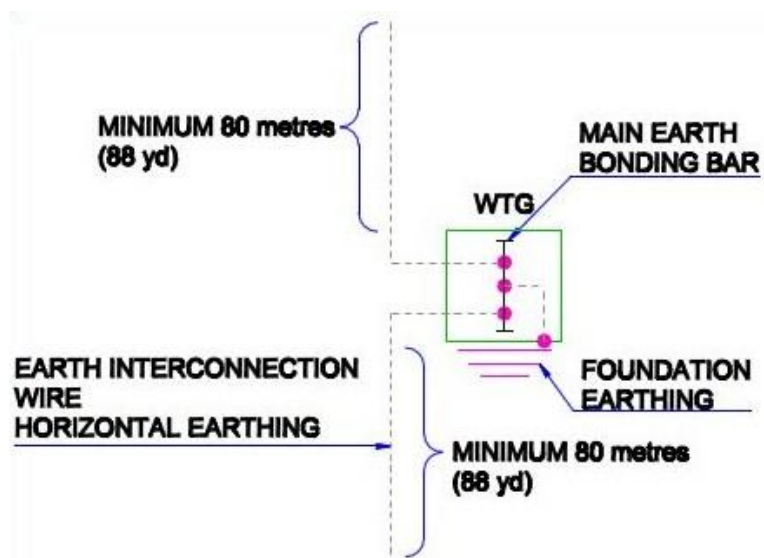 MINIMUM 80 metres
(88 yd)
MAIN EARTH
BONDING BAR
WTG
EARTH INTERCONNECTION
WIRE
HORIZONTAL EARTHING
FOUNDATION
EARTHING
MINIMUM 80 metres
(88 yd)